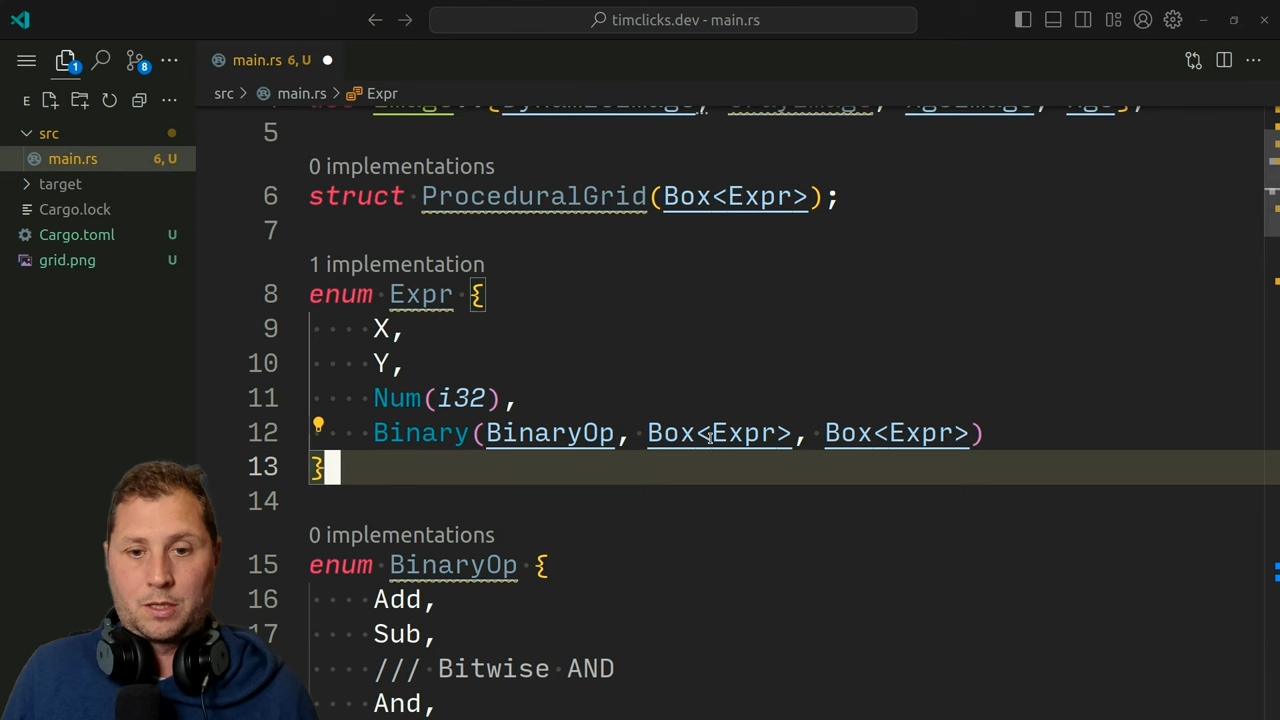 timclicks.dev - main.rs
main.rs 6, U
src > main.rs > Expr
E
src
main.rs 6, U
target
Cargo.lock
Cargo.toml U
grid.png U
1
8
5
0 implementations
6 struct ProceduralGrid(Box<Expr>);
7
1 implementation
8 enum Expr {
9 X,
10 Y,
11 Num(i32),
12 Binary(BinaryOp, Box<Expr>, Box<Expr>)
13 }
14
0 implementations
15 enum BinaryOp {
16 Add,
17 Sub,
/// Bitwise AND
And,